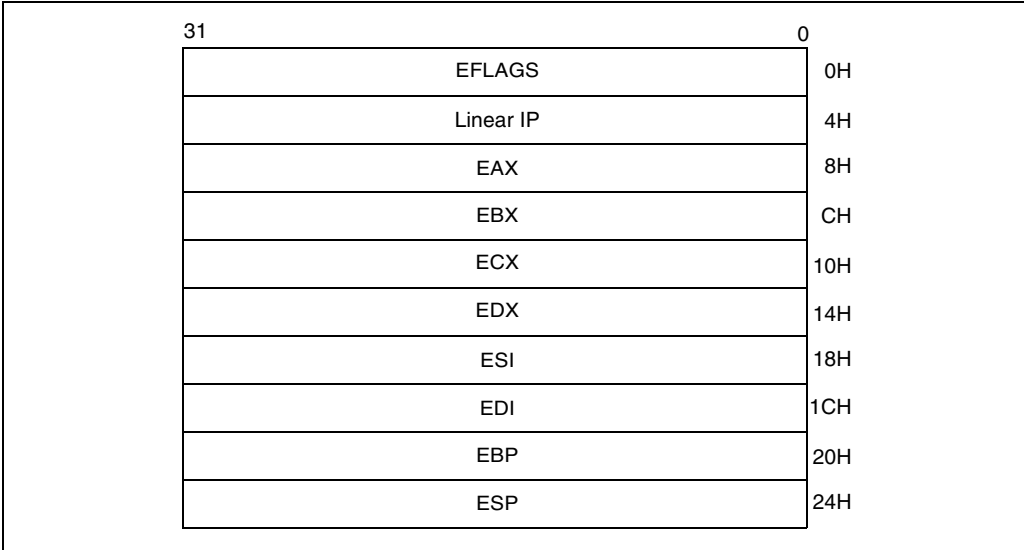 31 0
EFLAGS 0H
Linear IP 4H
EAX 8H
EBX CH
ECX 10H
EDX 14H
ESI 18H
EDI 1CH
EBP 20H
ESP 24H